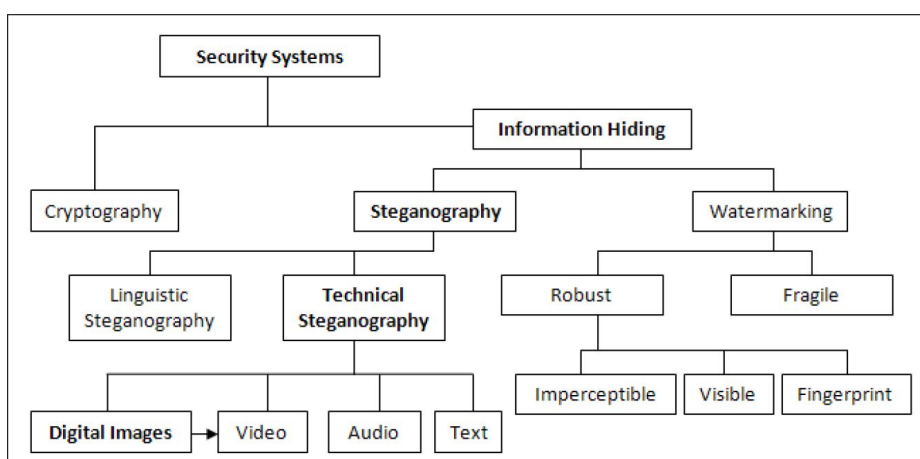 Security Systems
Information Hiding
Cryptography
Steganography
Watermarking
Linguistic
Steganography
Technical
Steganography
Robust
Fragile
Imperceptible
Visible
Fingerprint
Digital Images
Video
Audio
Text